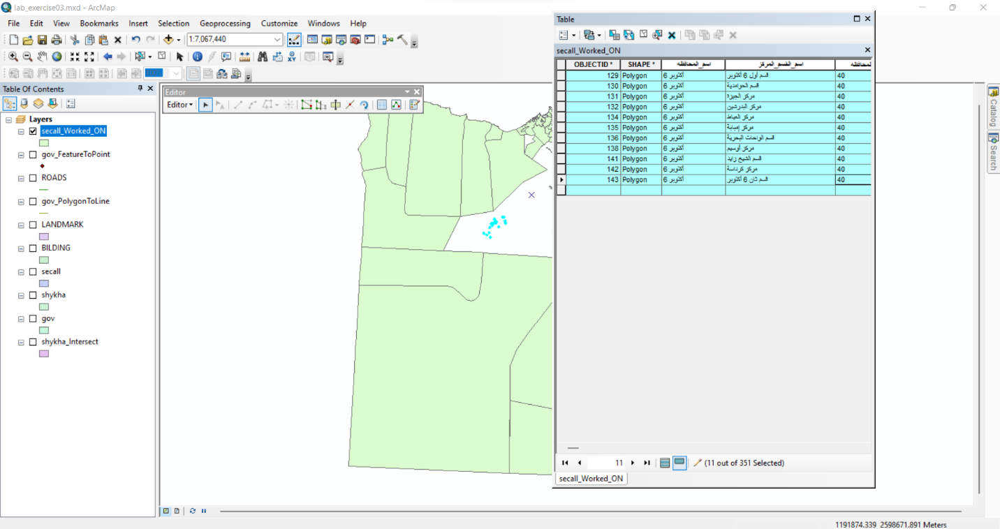 lab_exercise03.mxd - ArcMap
File Edit View Bookmarks Insert Selection Geoprocessing Customize Windows Help
1:7,067,440
100%
Table Of Contents
Layers
secall_Worked_ON
gov_FeatureToPoint
ROADS
gov_PolygonToLine
LANDMARK
BILDING
secall
shykha
gov
shykha_Intersect
Editor
Editor
Table
secall_Worked_ON
OBJECTID * SHAPE * اسم_المحافظه اسم_القسم_المركز
129 Polygon 6 أكتوبر قسم أول 6 أكتوبر 40
130 Polygon 6 أكتوبر قسم الحوامدية 40
131 Polygon 6 أكتوبر مركز الجيزة 40
132 Polygon 6 أكتوبر مركز البدرشين 40
134 Polygon 6 أكتوبر مركز العياط 40
135 Polygon 6 أكتوبر مركز إمبابة 40
136 Polygon 6 أكتوبر قسم الواحات البحرية 40
138 Polygon 6 أكتوبر مركز أوسيم 40
141 Polygon 6 أكتوبر قسم الشيخ زايد 40
142 Polygon 6 أكتوبر مركز كرداسة 40
143 Polygon 6 أكتوبر قسم ثان 6 أكتوبر 40
11 (11 out of 351 Selected)
secall_Worked_ON
Catalog
Search
1191874.339 2598671.891 Meters